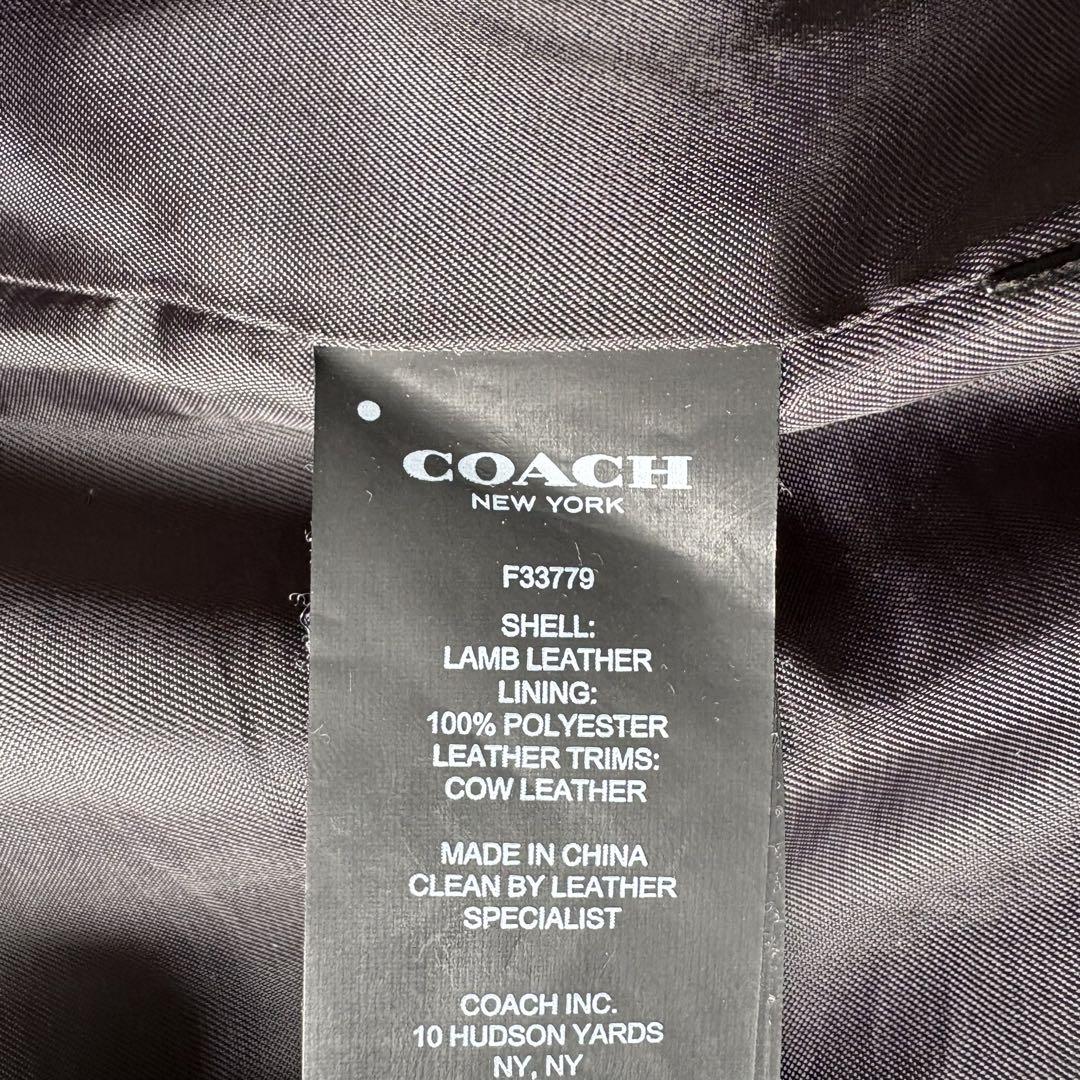 COACH
NEW YORK
F33779
SHELL:
LAMB LEATHER
LINING:
100% POLYESTER
LEATHER TRIMS:
COW LEATHER
MADE IN CHINA
CLEAN BY LEATHER
SPECIALIST
COACH INC.
10 HUDSON YARDS
NY, NY